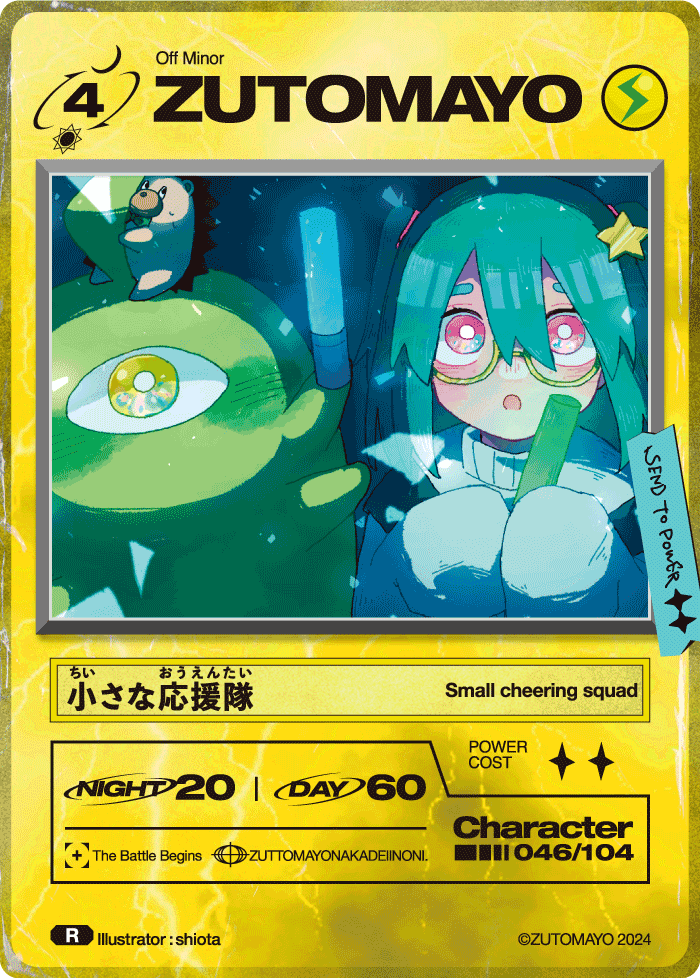 Off Minor
4 ZUTOMAYO
SEND TO POWER
ちい おうえんたい
小さな応援隊 Small cheering squad
POWER
COST
NIGHT 20 | DAY 60
Character
The Battle Begins ZUTTOMAYONAKADEIINONI.
046/104
R Illustrator : shiota ©ZUTOMAYO 2024